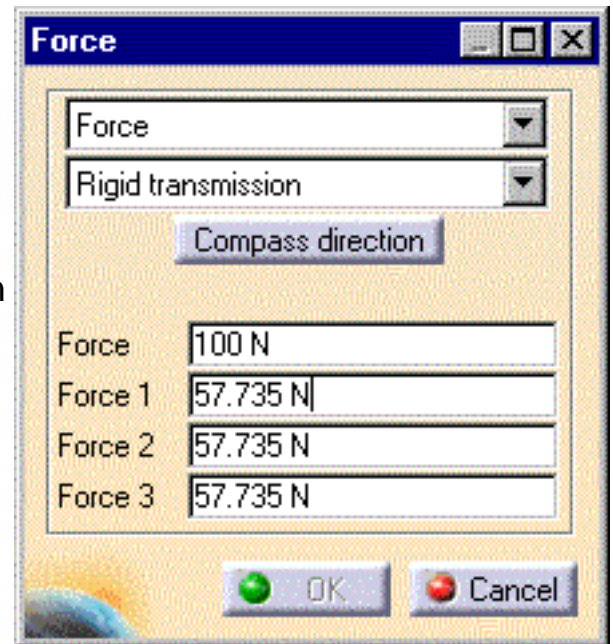 Force
Force
Rigid transmission
Compass direction
n
Force 100 N
Force 1 57.735 N
Force 2 57.735 N
Force 3 57.735 N
OK Cancel